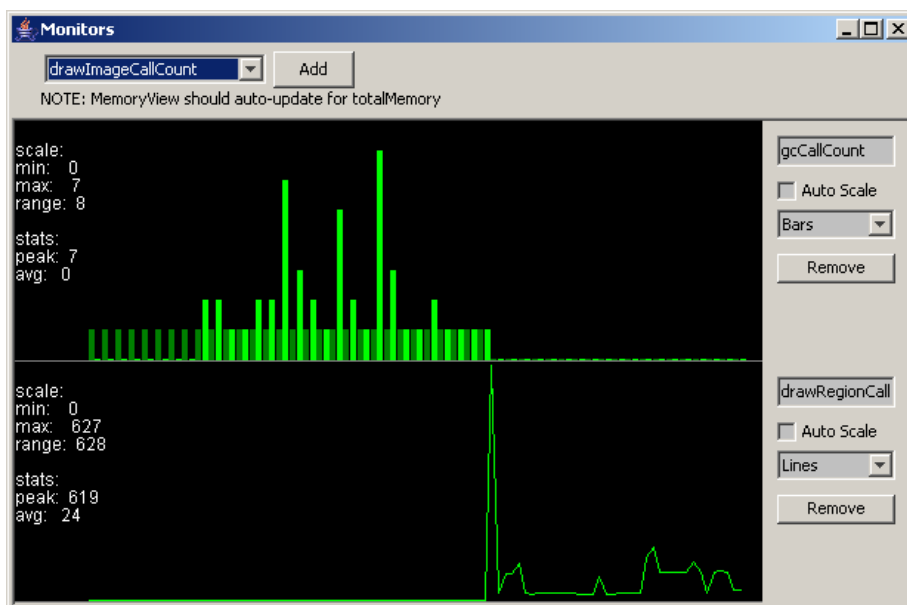 Monitors
drawImageCallCount
Add
NOTE: MemoryView should auto-update for totalMemory
scale:
min: 0
max: 7
range: 8
stats:
peak: 7
avg: 0
gcCallCount
Auto Scale
Bars
Remove
scale:
min: 0
max: 627
range: 628
stats:
peak: 619
avg: 24
drawRegionCall
Auto Scale
Lines
Remove